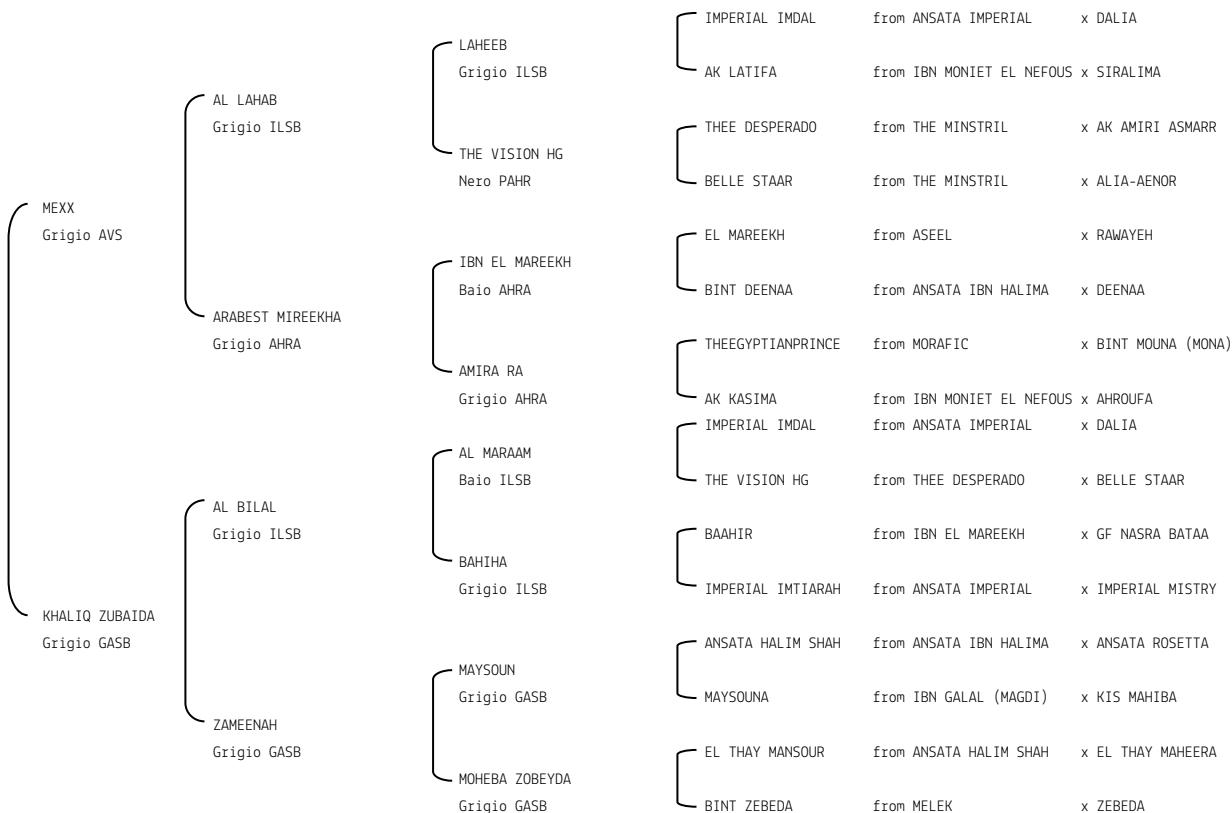 IMPERIAL IMDAL from ANSATA IMPERIAL x DALIA
LAHEEB
Grigio ILSB AK LATIFA from IBN MONIET EL NEFOUS x SIRALIMA
AL LAHAB
Grigio ILSB THEE DESPERADO from THE MINSTRIL x AK AMIRI ASMARR
THE VISION HG
Nero PAHR BELLE STAAR from THE MINSTRIL x ALIA-AENOR
MEXX
Grigio AVS EL MAREEKH from ASEEL x RAWAYEH
IBN EL MAREEKH
Baio AHRA BINT DEENAA from ANSATA IBN HALIMA x DEENAA
ARABEST MIREEKHA
Grigio AHRA THEEGYPTIANPRINCE from MORAFIC x BINT MOUNA (MONA)
AMIRA RA
Grigio AHRA AK KASIMA from IBN MONIET EL NEFOUS x AHROUFA
IMPERIAL IMDAL from ANSATA IMPERIAL x DALIA
AL MARAAM
Baio ILSB THE VISION HG from THEE DESPERADO x BELLE STAAR
AL BILAL
Grigio ILSB BAAHIR from IBN EL MAREEKH x GF NASRA BATAA
BAHIHA
Grigio ILSB IMPERIAL IMTIARAH from ANSATA IMPERIAL x IMPERIAL MISTRY
KHALIQ ZUBAIDA
Grigio GASB ANSATA HALIM SHAH from ANSATA IBN HALIMA x ANSATA ROSETTA
MAYSOUN
Grigio GASB MAYSOUNA from IBN GALAL (MAGDI) x KIS MAHIBA
ZAMEENAH
Grigio GASB EL THAY MANSOUR from ANSATA HALIM SHAH x EL THAY MAHEERA
MOHEBA ZOBEYDA
Grigio GASB BINT ZEBEDA from MELEK x ZEBEDA